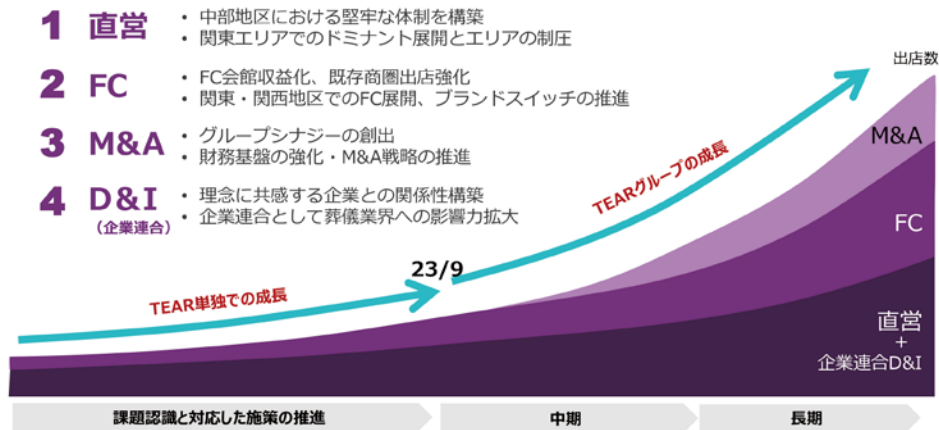 1 直営
• 中部地区における堅牢な体制を構築
• 関東エリアでのドミナント展開とエリアの制圧
2 FC
• FC会館収益化、既存商圏出店強化
• 関東・関西地区でのFC展開、ブランドスイッチの推進
3 M&A
• グループシナジーの創出
• 財務基盤の強化・M&A戦略の推進
4 D&I
(企業連合)
• 理念に共感する企業との関係性構築
• 企業連合として葬儀業界への影響力拡大
出店数
TEARグループの成長
M&A
FC
23/9
TEAR単独での成長
直営
+
企業連合D&I
課題認識と対応した施策の推進
中期
長期